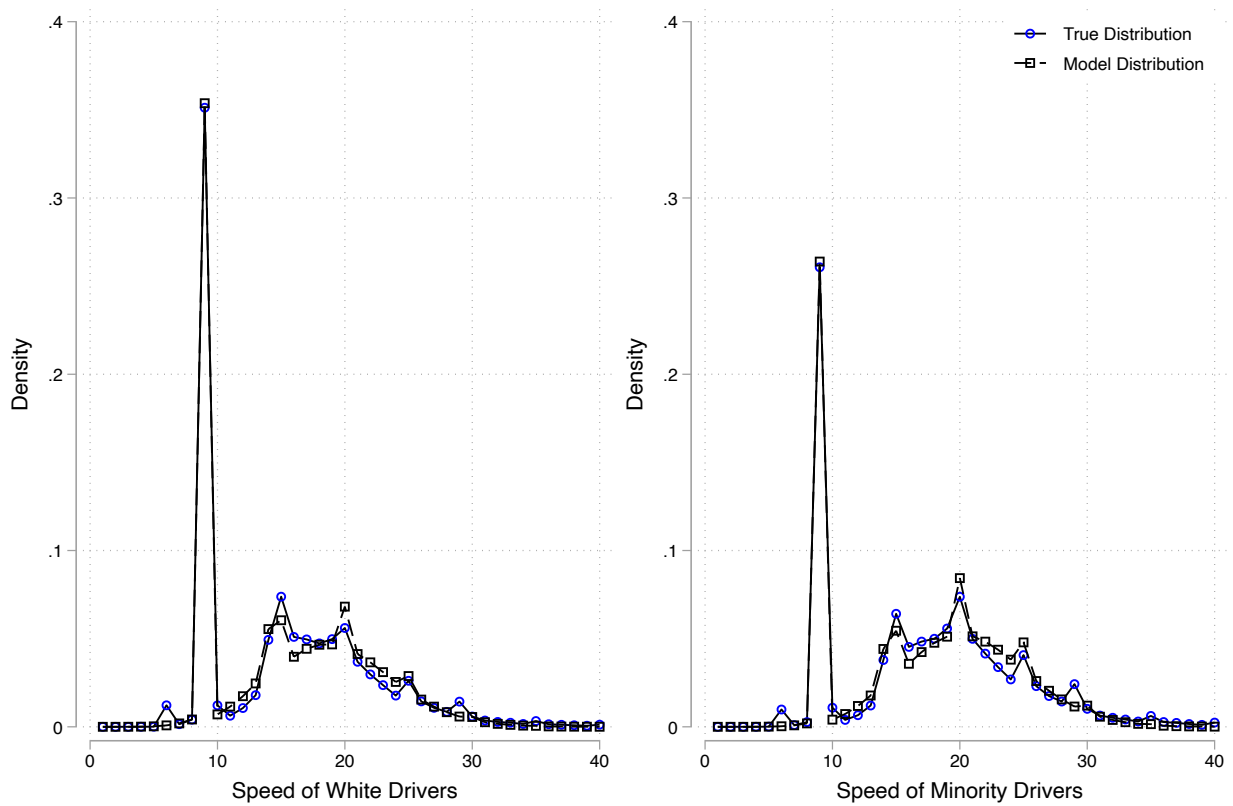 .4
.3
.2
.1
0
Density
0 10 20 30 40
Speed of White Drivers
.4
.3
.2
.1
0
Density
0 10 20 30 40
Speed of Minority Drivers
True Distribution
Model Distribution